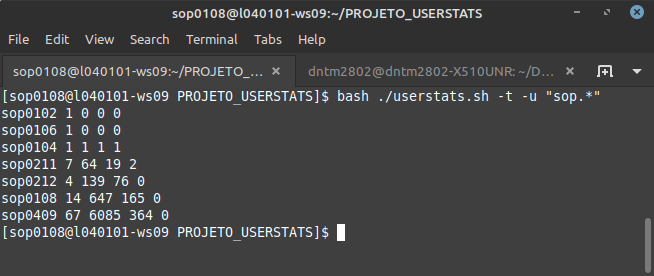 sop0108@l040101-ws09:~/PROJETO_USERSTATS
File Edit View Search Terminal Tabs Help
sop0108@l040101-ws09:~/PROJETO_... × dntm2802@dntm2802-X510UNR: ~/D... ×
[sop0108@l040101-ws09 PROJETO_USERSTATS]$ bash ./userstats.sh -t -u "sop.*"
sop0102 1 0 0 0
sop0106 1 0 0 0
sop0104 1 1 1 1
sop0211 7 64 19 2
sop0212 4 139 76 0
sop0108 14 647 165 0
sop0409 67 6085 364 0
[sop0108@l040101-ws09 PROJETO_USERSTATS]$